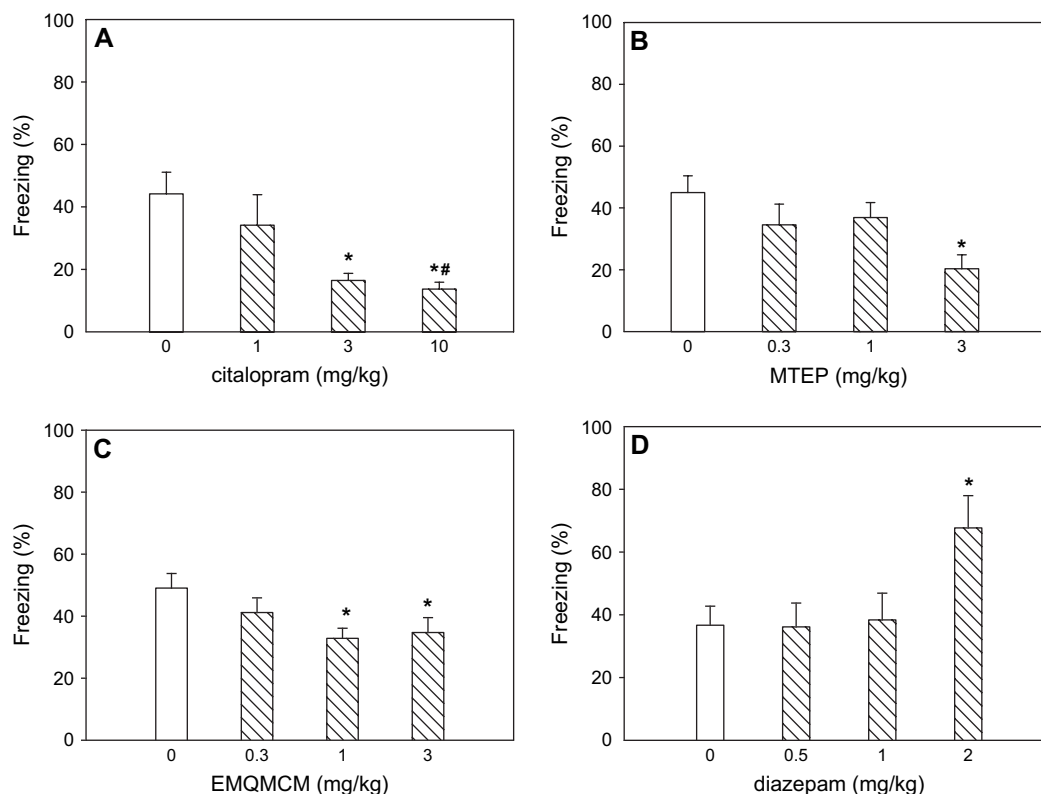 A
Freezing (%)
100
80
60
40
20
0
*
*#
0 1 3 10
citalopram (mg/kg)
B
Freezing (%)
100
80
60
40
20
0
*
0 0.3 1 3
MTEP (mg/kg)
C
Freezing (%)
100
80
60
40
20
0
* *
0 0.3 1 3
EMQMCM (mg/kg)
D
Freezing (%)
100
80
60
40
20
0
*
0 0.5 1 2
diazepam (mg/kg)